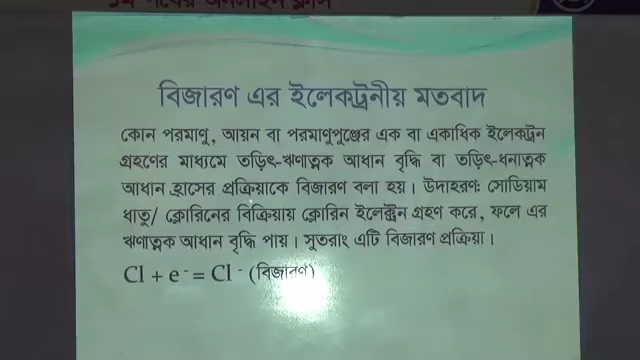 বিজারণ এর ইলেকট্রনীয় মতবাদ
কোন পরমাণু, আয়ন বা পরমাণুপুঞ্জের এক বা একাধিক ইলেকট্রন
গ্রহণের মাধ্যমে তড়িৎ-ঋণাত্মক আধান বৃদ্ধি বা তড়িৎ-ধনাত্মক
আধান হ্রাসের প্রক্রিয়াকে বিজারণ বলা হয়। উদাহরণ: সোডিয়াম
ধাতু/ ক্লোরিনের বিক্রিয়ায় ক্লোরিন ইলেক্ট্রন গ্রহণ করে, ফলে এর
ঋণাত্নক আধান বৃদ্ধি পায়। সুতরাং এটি বিজারণ প্রক্রিয়া।
Cl + e⁻ = Cl⁻ (বিজারণ)